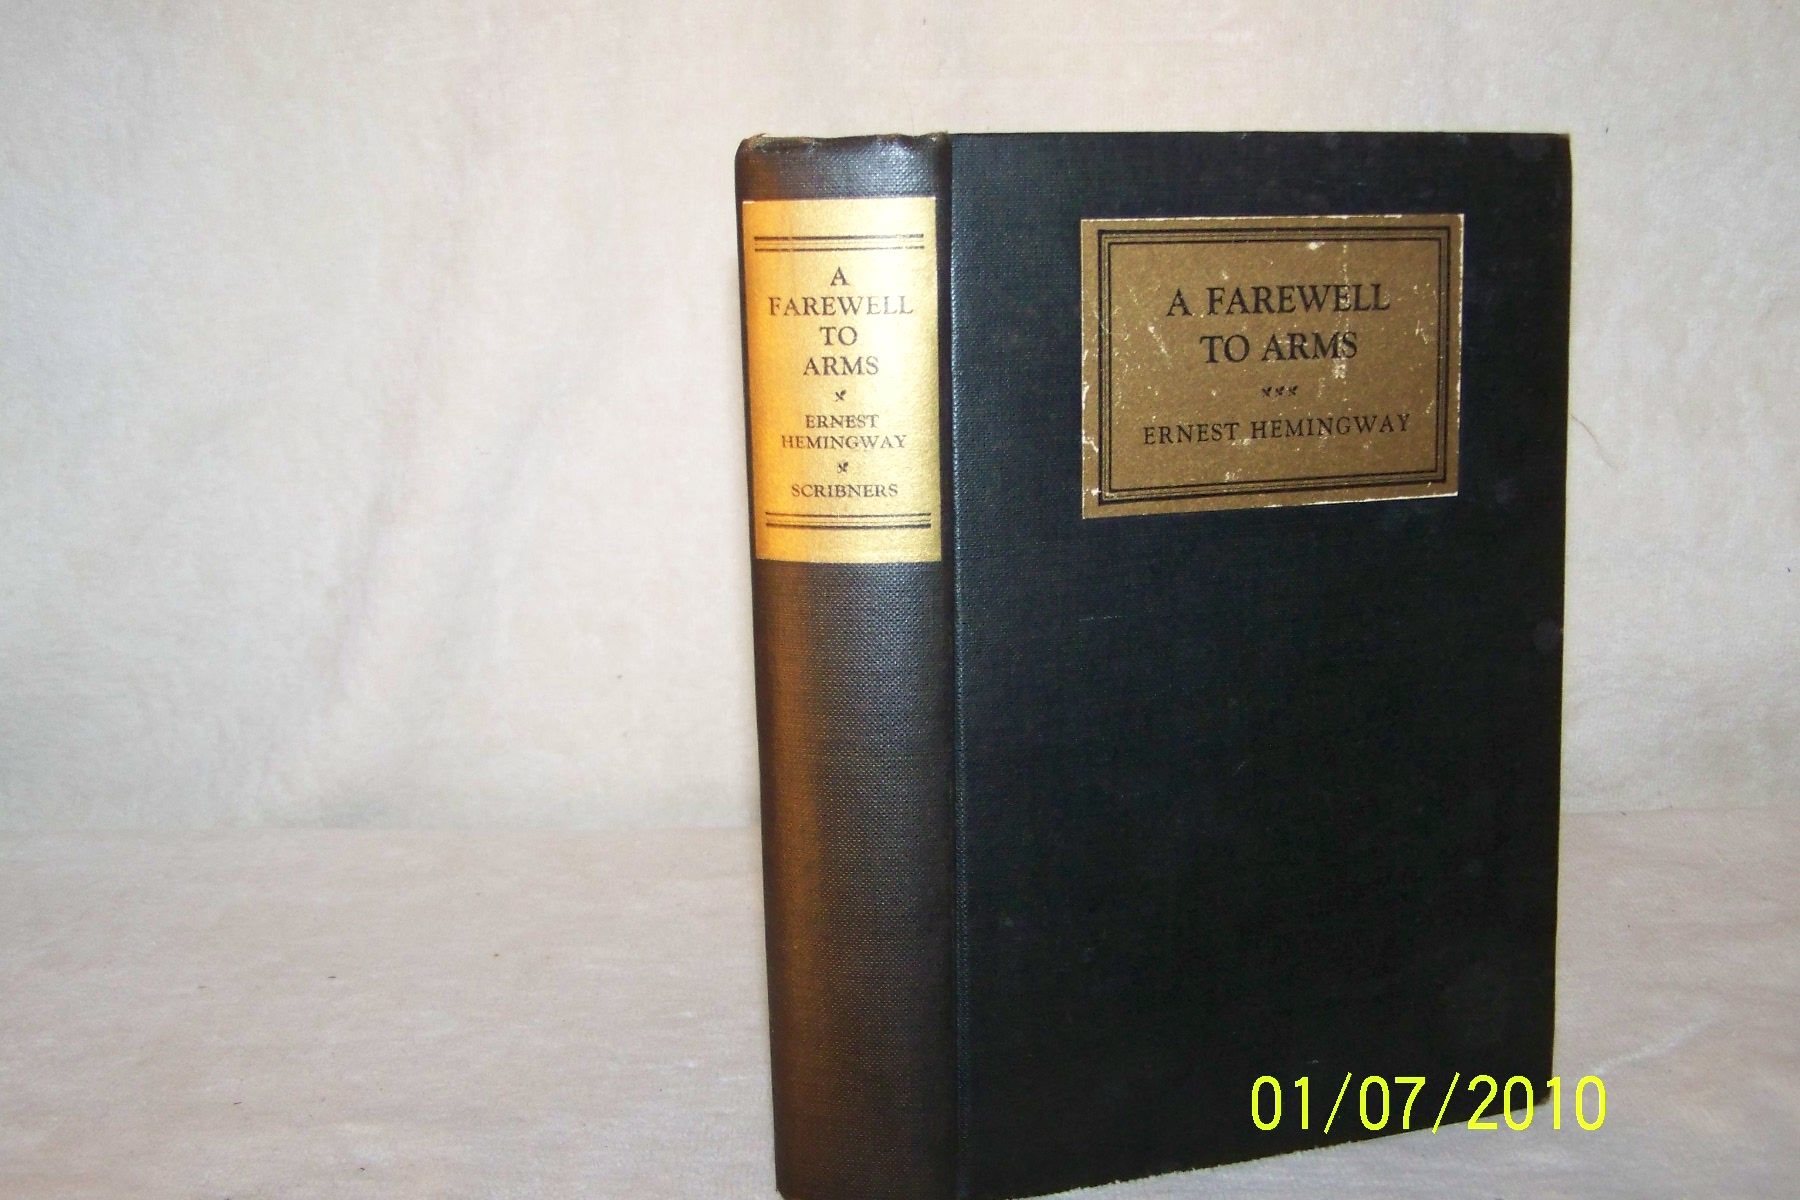 A
FAREWELL
TO
ARMS
ERNEST
HEMINGWAY
SCRIBNERS
A FAREWELL
TO ARMS
ERNEST HEMINGWAY
01/07/2010